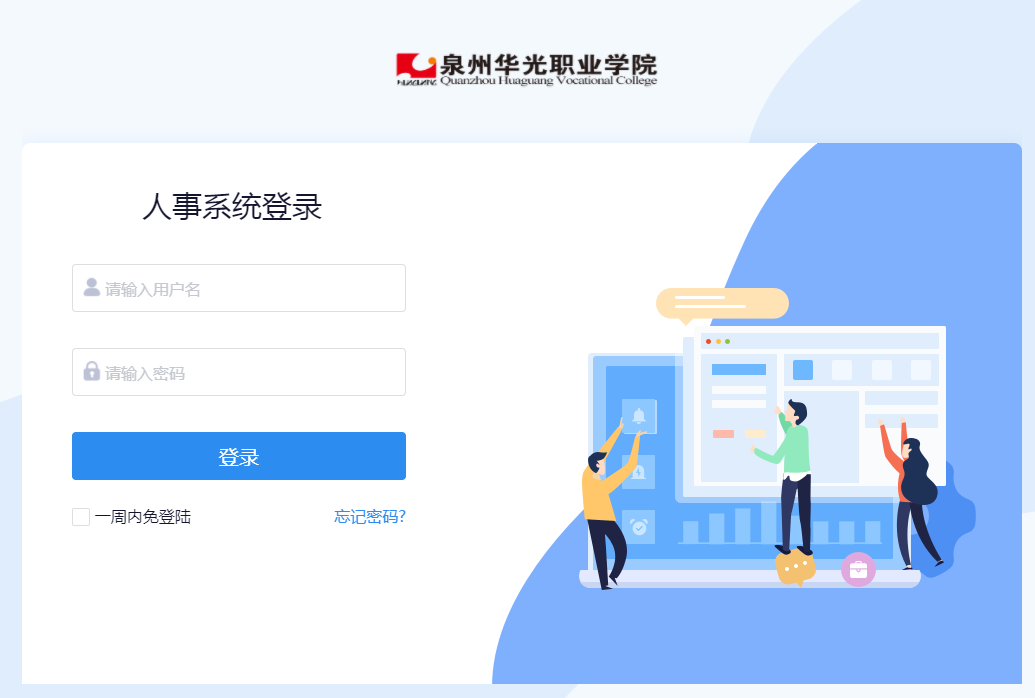 泉州华光职业学院
HUAGUANG Quanzhou Huaguang Vocational College
人事系统登录
请输入用户名
请输入密码
登录
一周内免登陆 忘记密码?